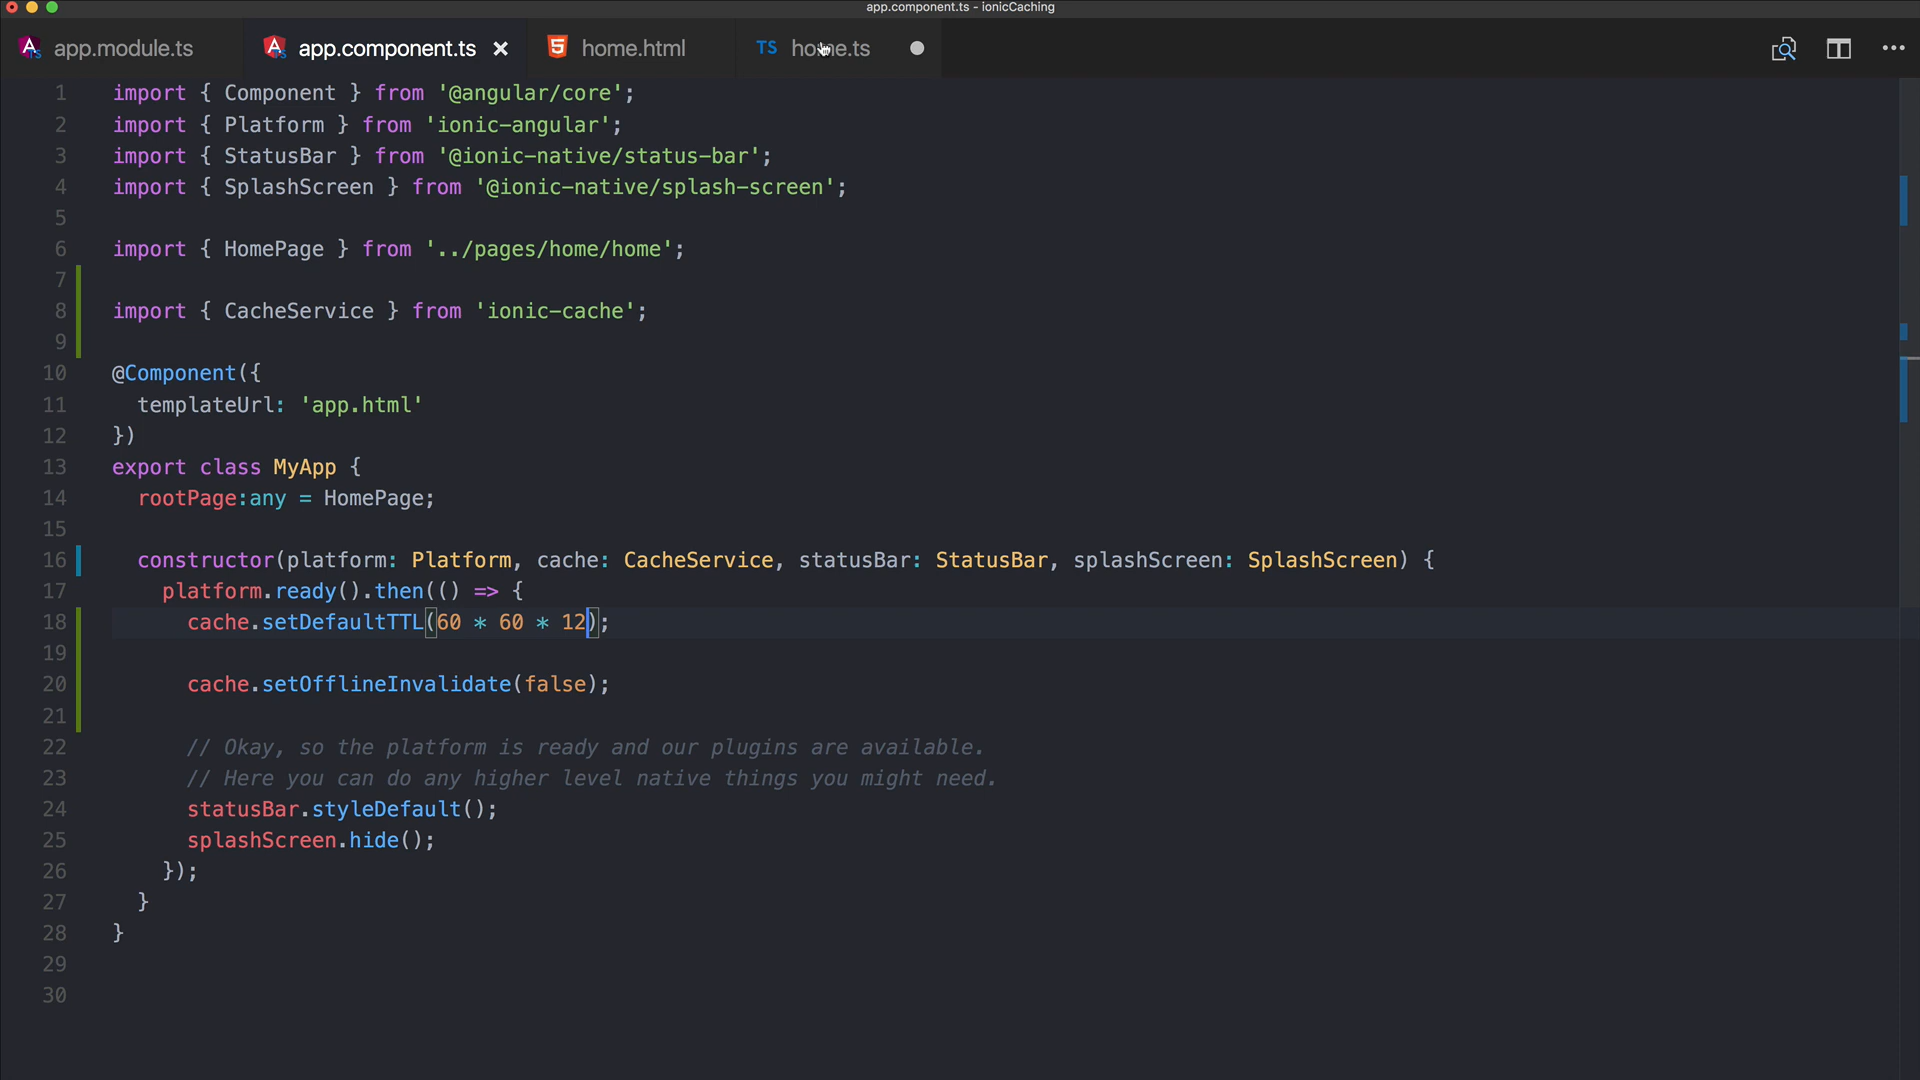 app.component.ts - ionicCaching
app.module.ts
app.component.ts
home.html
TS home.ts
1 import { Component } from '@angular/core';
2 import { Platform } from 'ionic-angular';
3 import { StatusBar } from '@ionic-native/status-bar';
4 import { SplashScreen } from '@ionic-native/splash-screen';
5
6 import { HomePage } from '../pages/home/home';
7
8 import { CacheService } from 'ionic-cache';
9
10 @Component({
11 templateUrl: 'app.html'
12 })
13 export class MyApp {
14 rootPage:any = HomePage;
15
16 constructor(platform: Platform, cache: CacheService, statusBar: StatusBar, splashScreen: SplashScreen) {
17 platform.ready().then(() => {
18 cache.setDefaultTTL(60 * 60 * 12);
19
20 cache.setOfflineInvalidate(false);
21
22 // Okay, so the platform is ready and our plugins are available.
23 // Here you can do any higher level native things you might need.
24 statusBar.styleDefault();
25 splashScreen.hide();
26 });
27 }
28 }
29
30